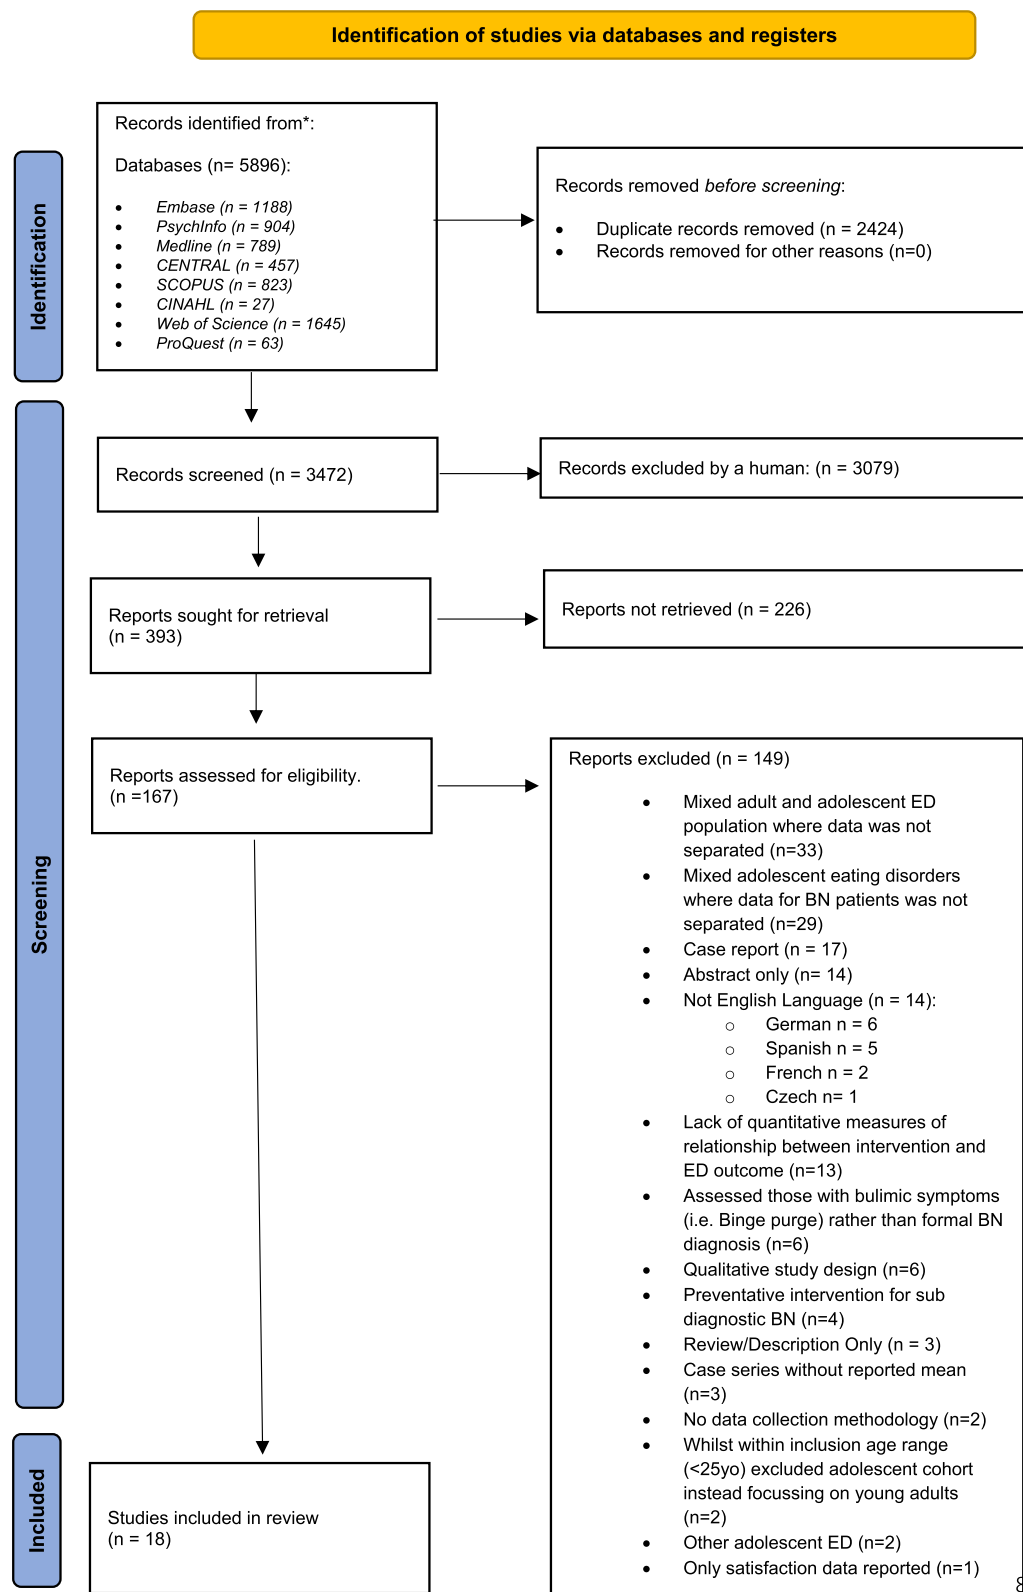 Identification of studies via databases and registers
Identification
Records identified from*:
Databases (n= 5896):
• Embase (n = 1188)
• PsychInfo (n = 904)
• Medline (n = 789)
• CENTRAL (n = 457)
• SCOPUS (n = 823)
• CINAHL (n = 27)
• Web of Science (n = 1645)
• ProQuest (n = 63)
Records removed before screening:
• Duplicate records removed (n = 2424)
• Records removed for other reasons (n=0)
Screening
Records screened (n = 3472)
Records excluded by a human: (n = 3079)
Reports sought for retrieval
(n = 393)
Reports not retrieved (n = 226)
Reports assessed for eligibility.
(n =167)
Reports excluded (n = 149)
• Mixed adult and adolescent ED
population where data was not
separated (n=33)
• Mixed adolescent eating disorders
where data for BN patients was not
separated (n=29)
• Case report (n = 17)
• Abstract only (n= 14)
• Not English Language (n = 14):
○ German n = 6
○ Spanish n = 5
○ French n = 2
○ Czech n= 1
• Lack of quantitative measures of
relationship between intervention and
ED outcome (n=13)
• Assessed those with bulimic symptoms
(i.e. Binge purge) rather than formal BN
diagnosis (n=6)
• Qualitative study design (n=6)
• Preventative intervention for sub
diagnostic BN (n=4)
• Review/Description Only (n = 3)
• Case series without reported mean
(n=3)
• No data collection methodology (n=2)
• Whilst within inclusion age range
(<25yo) excluded adolescent cohort
instead focussing on young adults
(n=2)
• Other adolescent ED (n=2)
• Only satisfaction data reported (n=1)
Included
Studies included in review
(n = 18)